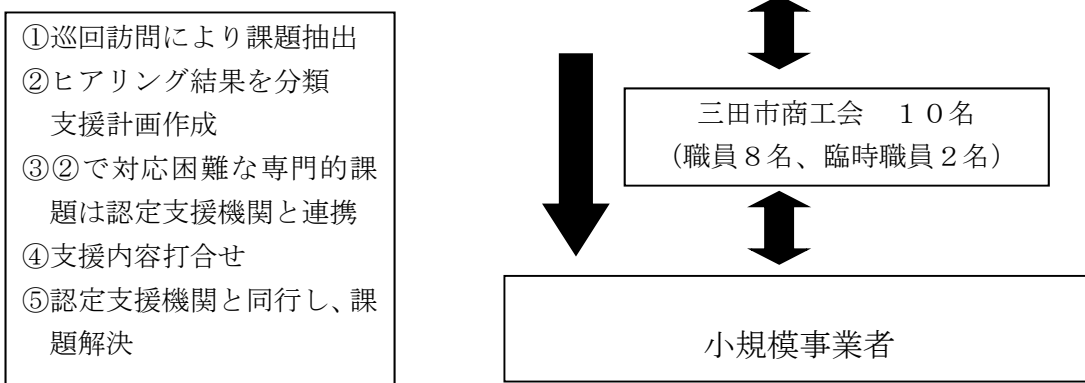 ①巡回訪問により課題抽出
②ヒアリング結果を分類
支援計画作成
③②で対応困難な専門的課
題は認定支援機関と連携
④支援内容打合せ
⑤認定支援機関と同行し、課
題解決
三田市商工会　１０名
（職員８名、臨時職員２名）
小規模事業者